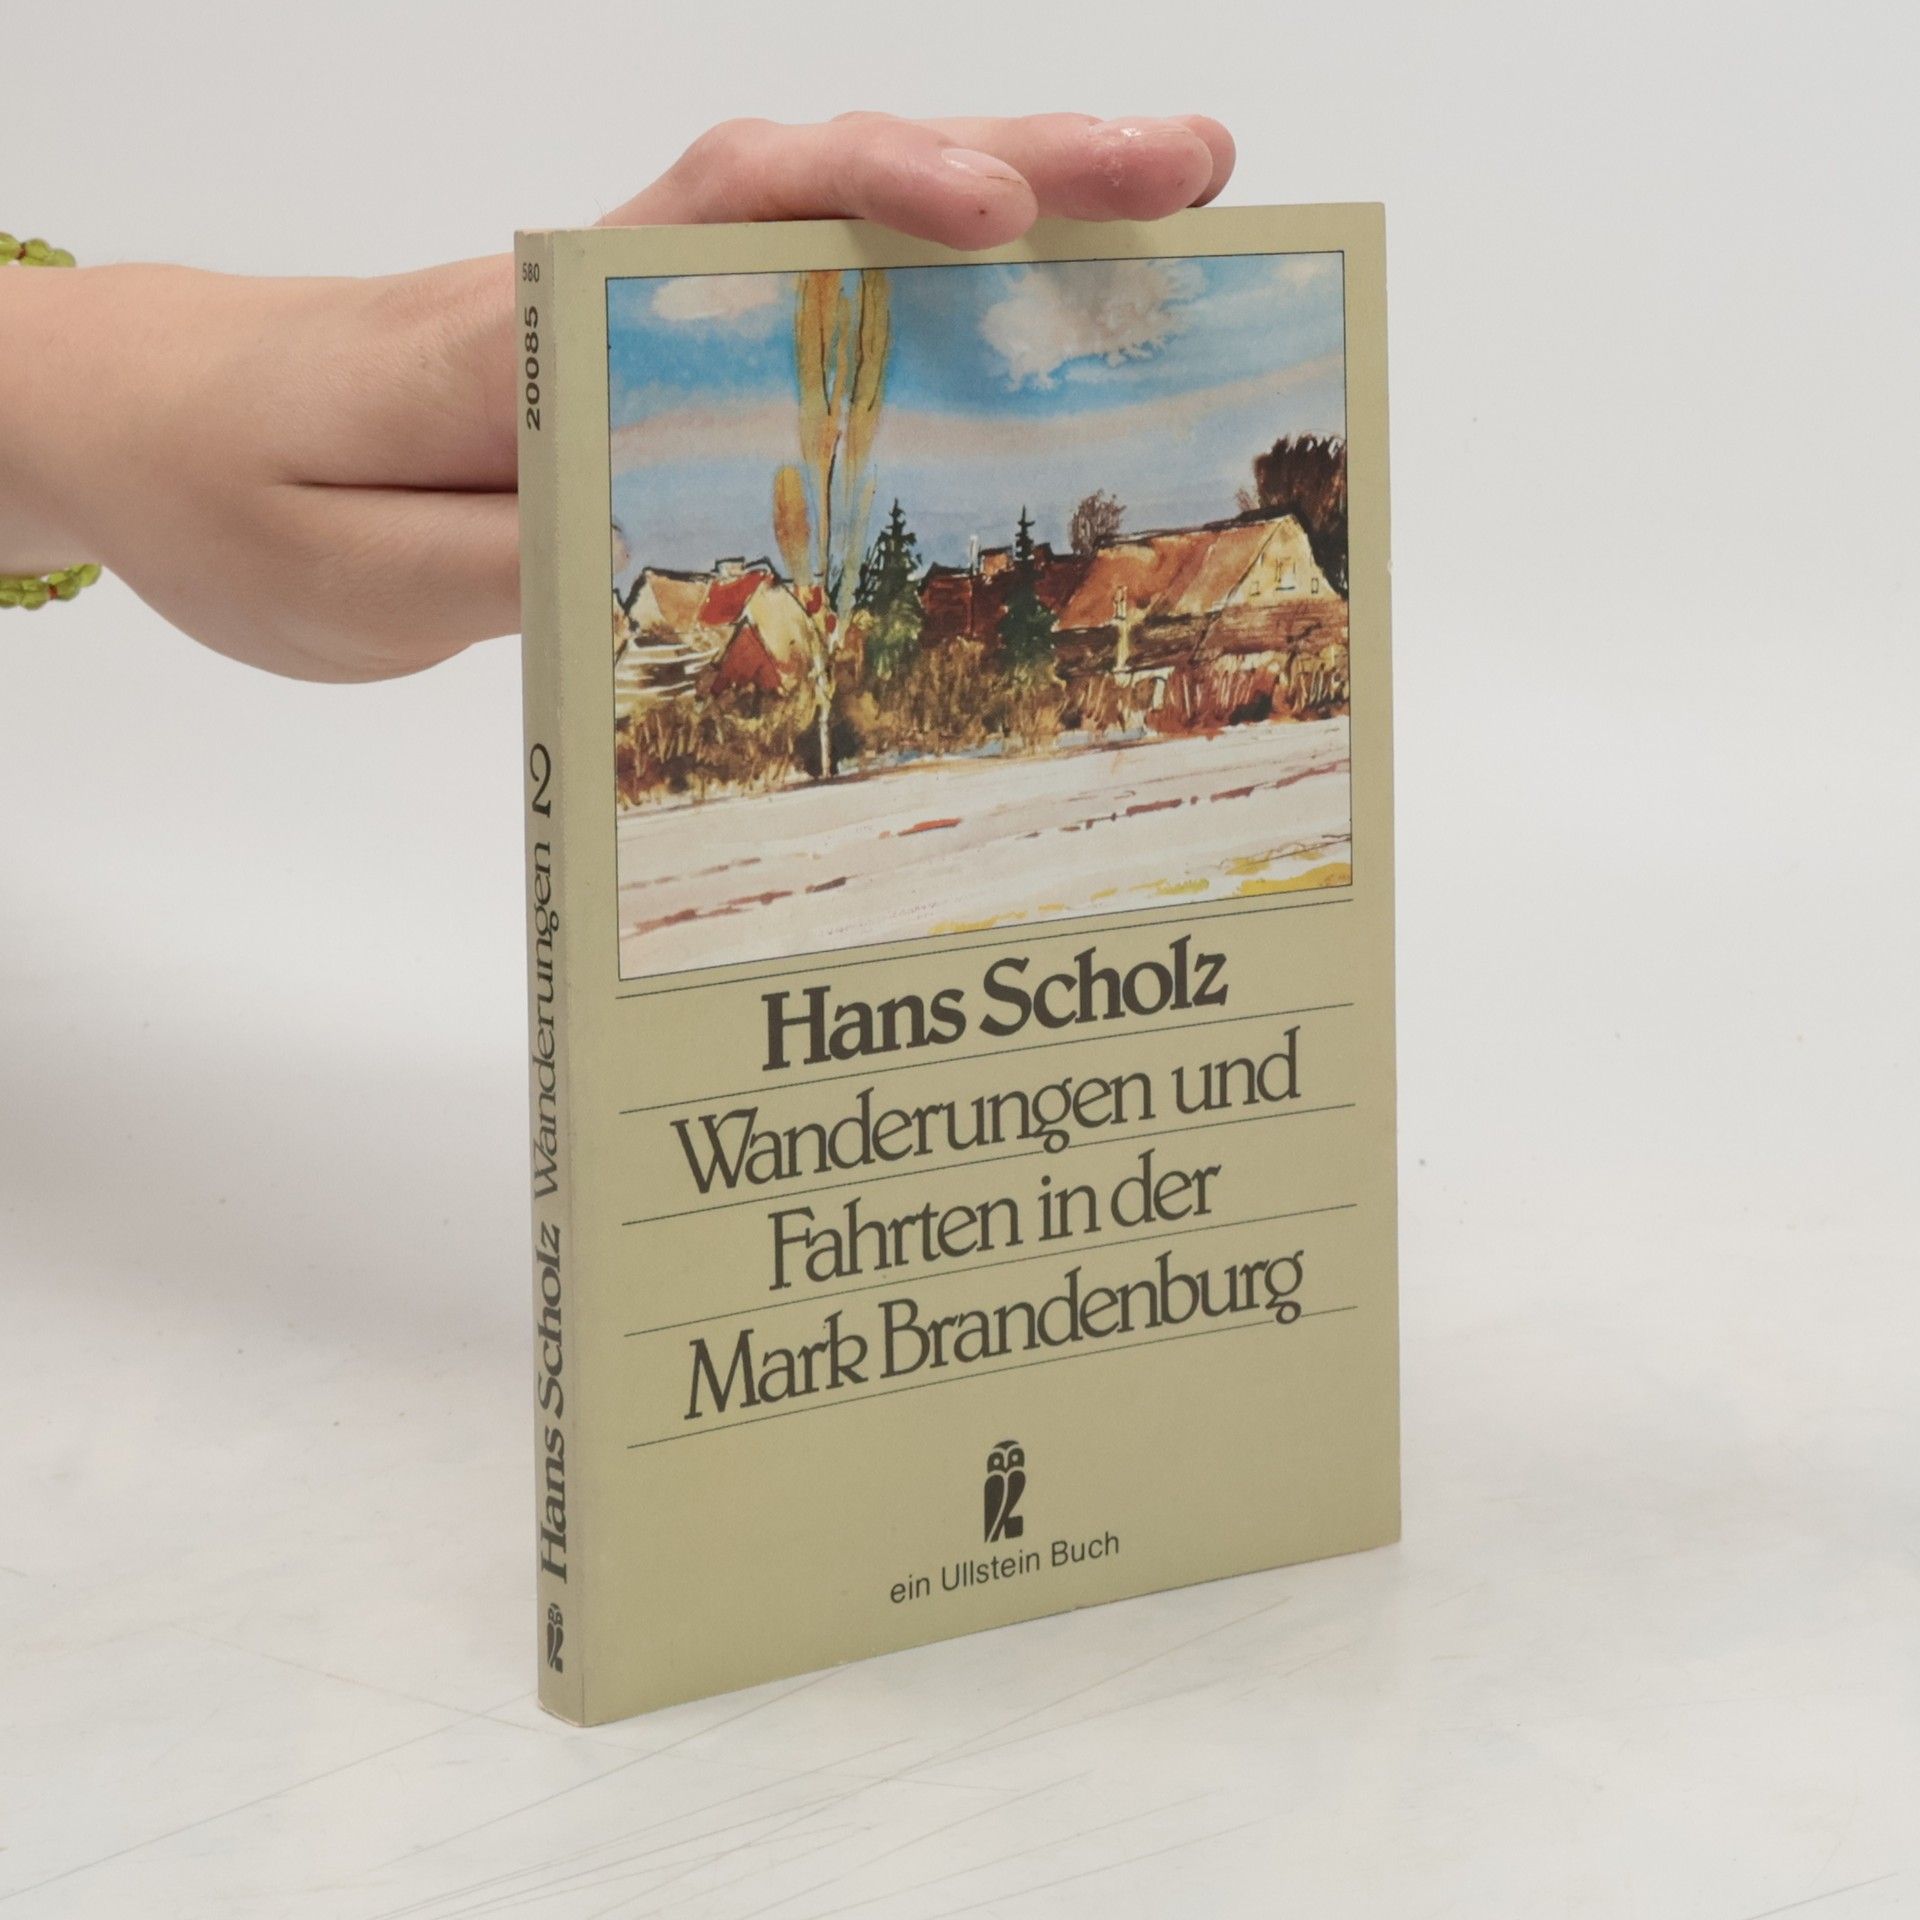 580
20085
Hans Scholz Wanderungen 2
Hans Scholz
Wanderungen und
Fahrten in der
Mark Brandenburg
ein Ullstein Buch